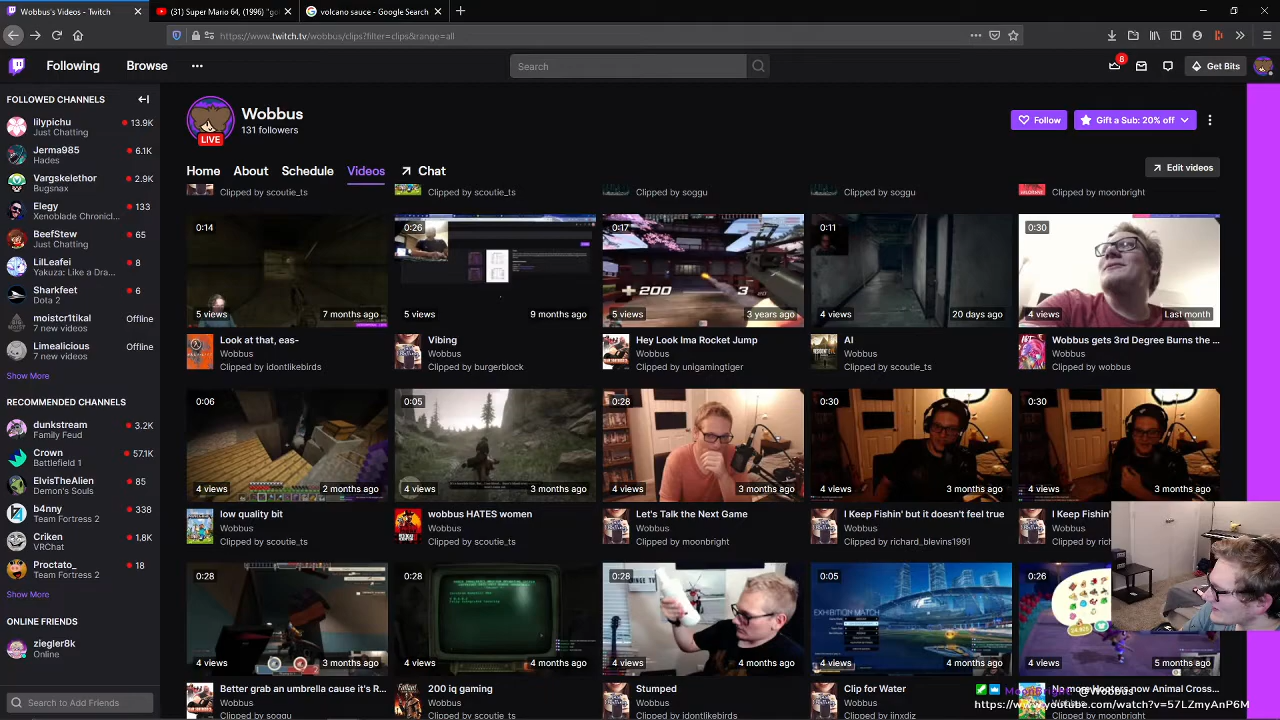 Wobbus's Videos - Twitch
(31) Super Mario 64, (1996) "go
volcano sauce - Google Search
https://www.twitch.tv/wobbus/clips?filter=clips&range=all
Following
Browse
Search
8
Get Bits
FOLLOWED CHANNELS
lilypichu
13.9K
Just Chatting
Jerma985
6.1K
Hades
Vargskelethor
2.9K
Bugsnax
Elegy
133
Xenoblade Chronicl...
BeefSew
65
Just Chatting
LilLeafei
8
Yakuza: Like a Dra...
Sharkfeet
6
Dota 2
moistcr1tikal
Offline
7 new videos
Limealicious
Offline
7 new videos
Show More
RECOMMENDED CHANNELS
dunkstream
3.2K
Family Feud
Crown
57.1K
Battlefield 1
ElvisTheAlien
85
Demon's Souls
b4nny
338
Team Fortress 2
Criken
1.8K
VRChat
Proctato_
18
Team Fortress 2
Show More
ONLINE FRIENDS
ziegler8k
Online
Search to Add Friends
Wobbus
131 followers
LIVE
Follow
Gift a Sub: 20% off
Home
About
Schedule
Videos
Chat
Edit videos
Clipped by scoutie_ts
Clipped by scoutie_ts
Clipped by soggu
Clipped by soggu
Clipped by moonbright
0:14
5 views
7 months ago
Look at that, eas-
Wobbus
Clipped by idontlikebirds
0:26
5 views
9 months ago
Vibing
Wobbus
Clipped by burgerblock
0:17
200
3
5 views
3 years ago
Hey Look Ima Rocket Jump
Wobbus
Clipped by unigamingtiger
0:11
4 views
20 days ago
AI
Wobbus
Clipped by scoutie_ts
0:30
4 views
Last month
Wobbus gets 3rd Degree Burns the ...
Wobbus
Clipped by wobbus
0:06
4 views
2 months ago
low quality bit
Wobbus
Clipped by scoutie_ts
0:05
4 views
3 months ago
wobbus HATES women
Wobbus
Clipped by scoutie_ts
0:28
4 views
3 months ago
Let's Talk the Next Game
Wobbus
Clipped by moonbright
0:30
4 views
3 months ago
I Keep Fishin' but it doesn't feel true
Wobbus
Clipped by richard_blevins1991
0:30
4 views
I Keep Fishin'
Wobbus
Clipped by
0:28
4 views
3 months ago
Better grab an umbrella cause it's R...
Wobbus
Clipped by soggu
0:28
4 views
4 months ago
200 iq gaming
Wobbus
Clipped by scoutie_ts
0:28
4 views
4 months ago
Stumped
Wobbus
Clipped by idontlikebirds
0:05
EXHIBITION MATCH
4 views
4 months ago
Clip for Water
Wobbus
Clipped by jinxdiz
0:26
4 views
5 months ago
now Animal Cross...
MoonBright: @Wobbus
https://www.youtube.com/watch?v=57LZmyAnP6M